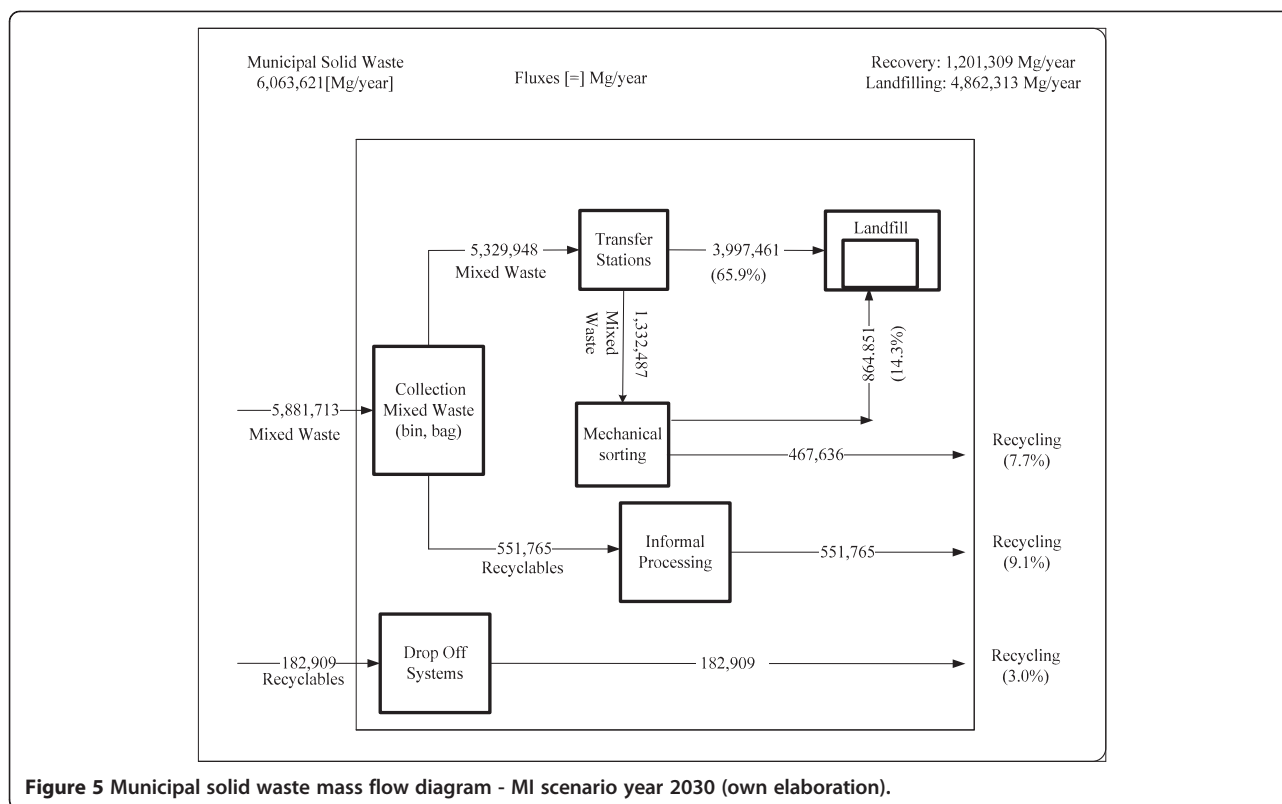 Municipal Solid Waste
6,063,621[Mg/year]
Fluxes [=] Mg/year
Recovery: 1,201,309 Mg/year
Landfilling: 4,862,313 Mg/year
5,329,948
Mixed Waste
Transfer
Stations
3,997,461
(65.9%)
Landfill
1,332,487
Mixed
Waste
864.851
(14.3%)
5,881,713
Mixed Waste
Collection
Mixed Waste
(bin, bag)
Mechanical
sorting
467,636
Recycling
(7.7%)
551,765
Recyclables
Informal
Processing
551,765
Recycling
(9.1%)
182,909
Recyclables
Drop Off
Systems
182,909
Recycling
(3.0%)
Figure 5 Municipal solid waste mass flow diagram - MI scenario year 2030 (own elaboration).